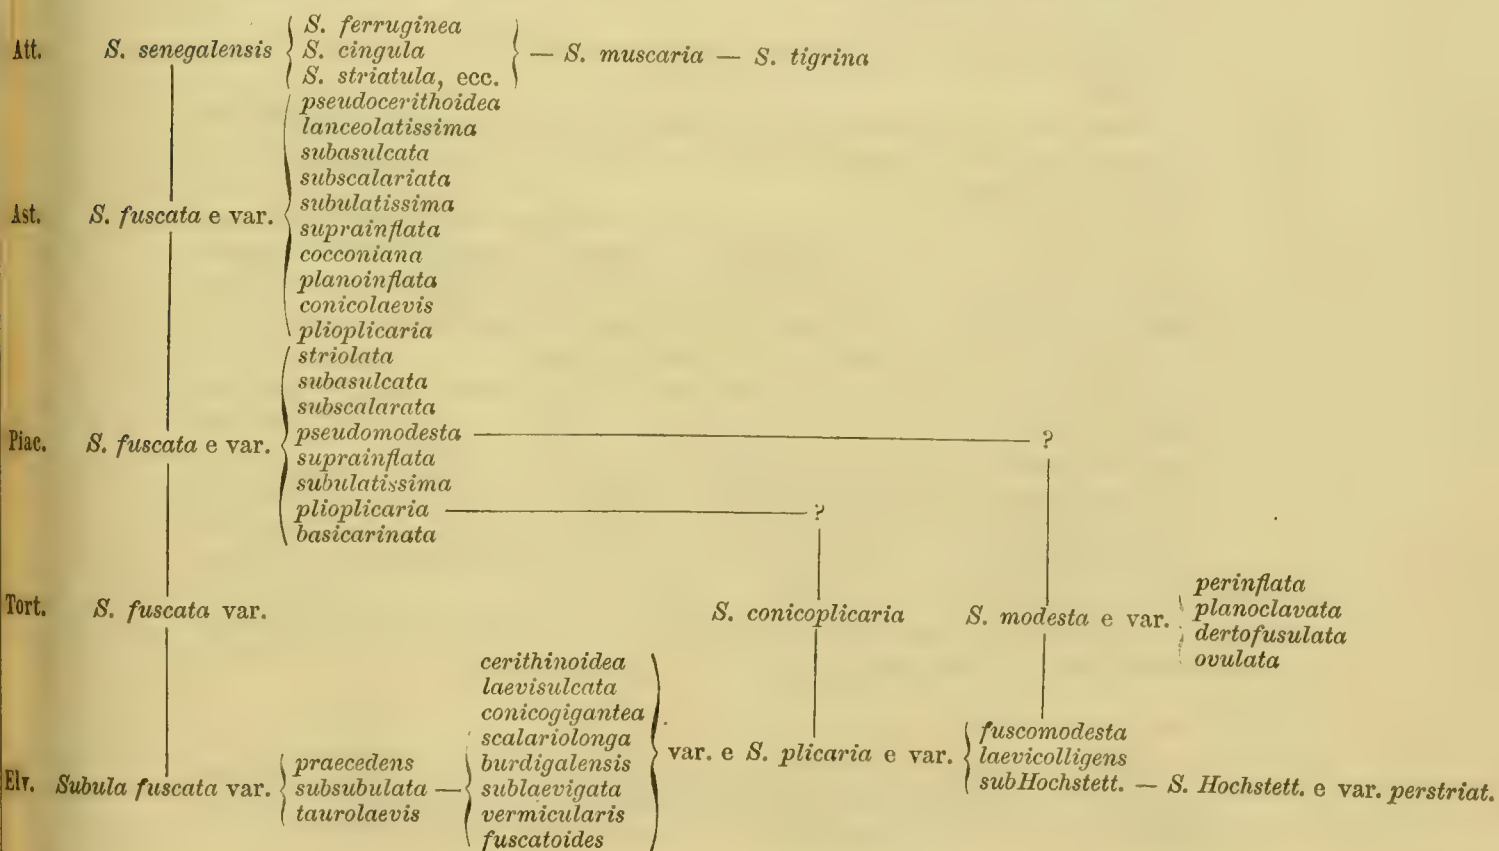 S. ferruginea
Att. S. senegalensis S. cingula — S. muscaria — S. tigrina
S. striatula, ecc.
pseudocerithoidea
lanceolatissima
subasulcata
subscalariata
subulatissima
Ast. S. fuscata e var.
suprainflata
cocconiana
planoinflata
conicolaevis
plioplicaria
striolata
subasulcata
subscalarata
Piac. S. fuscata e var. pseudomodesta — ?
suprainflata
subulatissima
plioplicaria — ?
basicarinata
perinflata
Tort. S. fuscata var. S. conicoplicaria S. modesta e var. planoclavata
dertofusulata
ovulata
cerithinoidea
laevisulcata
conicogigantea
scalariolonga
fuscomodesta
var. e S. plicaria e var. laevicolligens
praecedens burdigalensis
Elv. Subula fuscata var. subsubulata — sublaevigata
subHochstett. — S. Hochstett. e var. perstriat.
taurolaevis vermicularis
fuscatoides